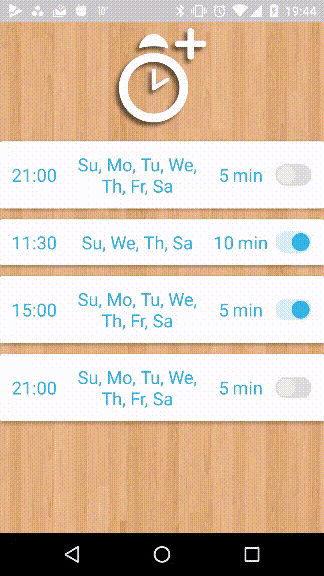 10° 19:44
21:00 Su, Mo, Tu, We, Th, Fr, Sa 5 min
11:30 Su, We, Th, Sa 10 min
15:00 Su, Mo, Tu, We, Th, Fr, Sa 5 min
21:00 Su, Mo, Tu, We, Th, Fr, Sa 5 min